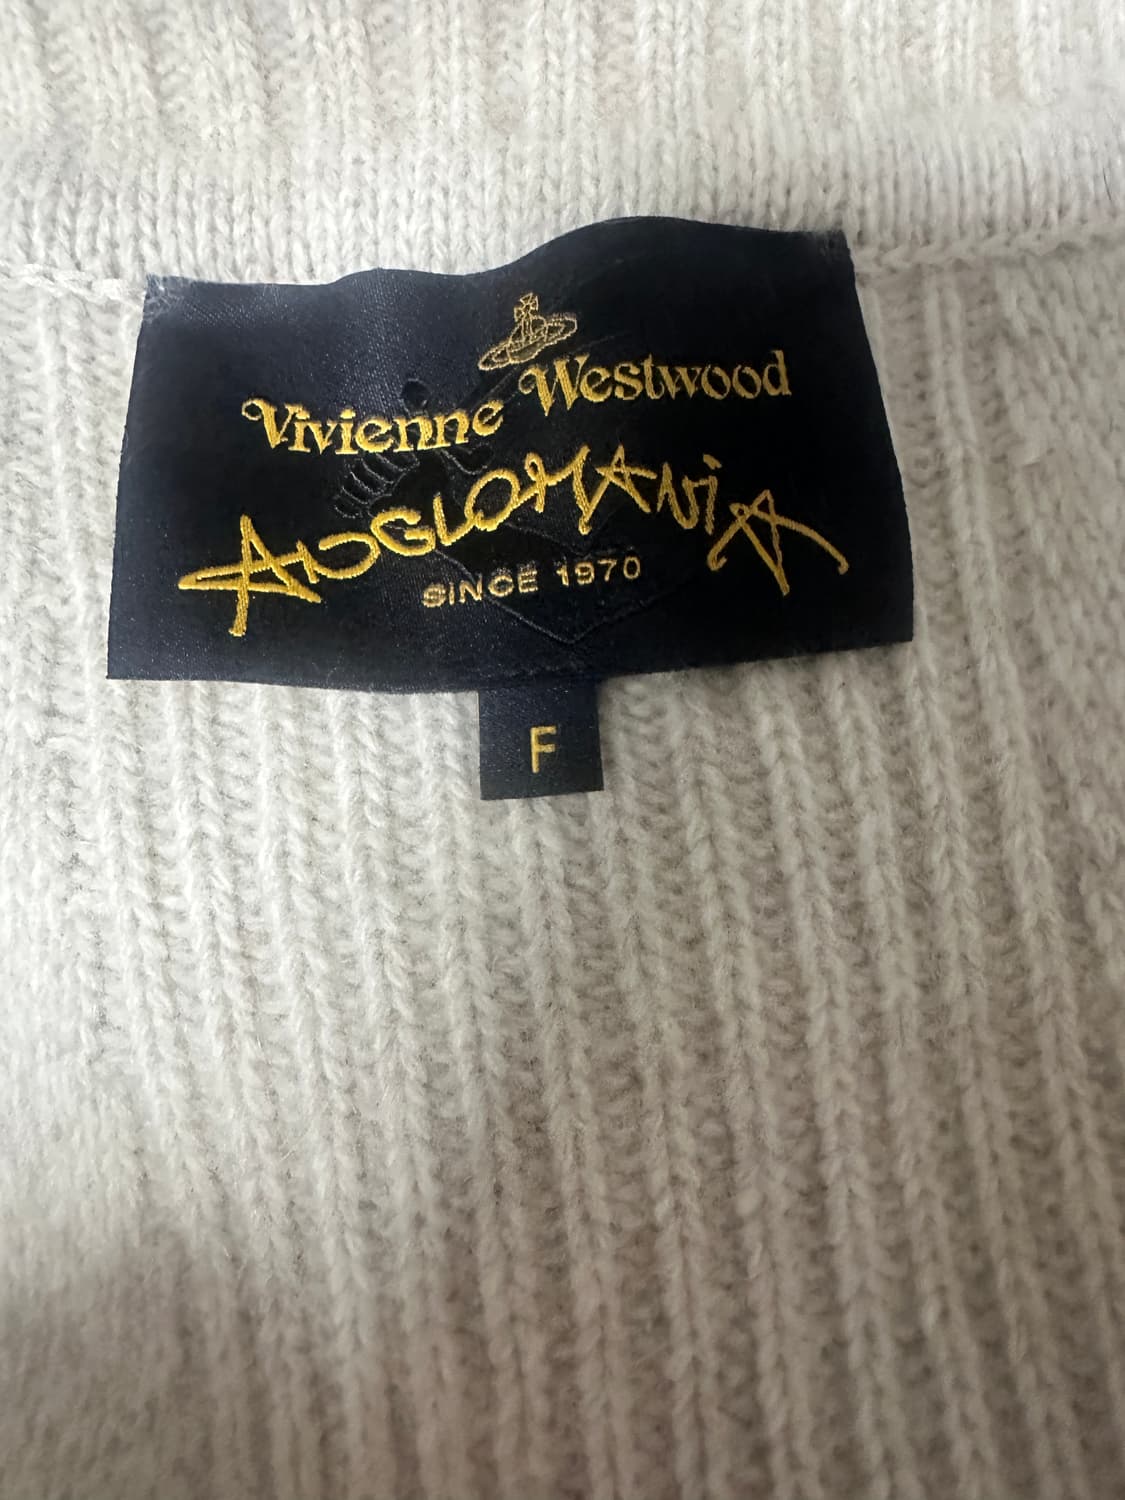 Vivienne Westwood
ANGLOMANIA
SINCE 1970
F